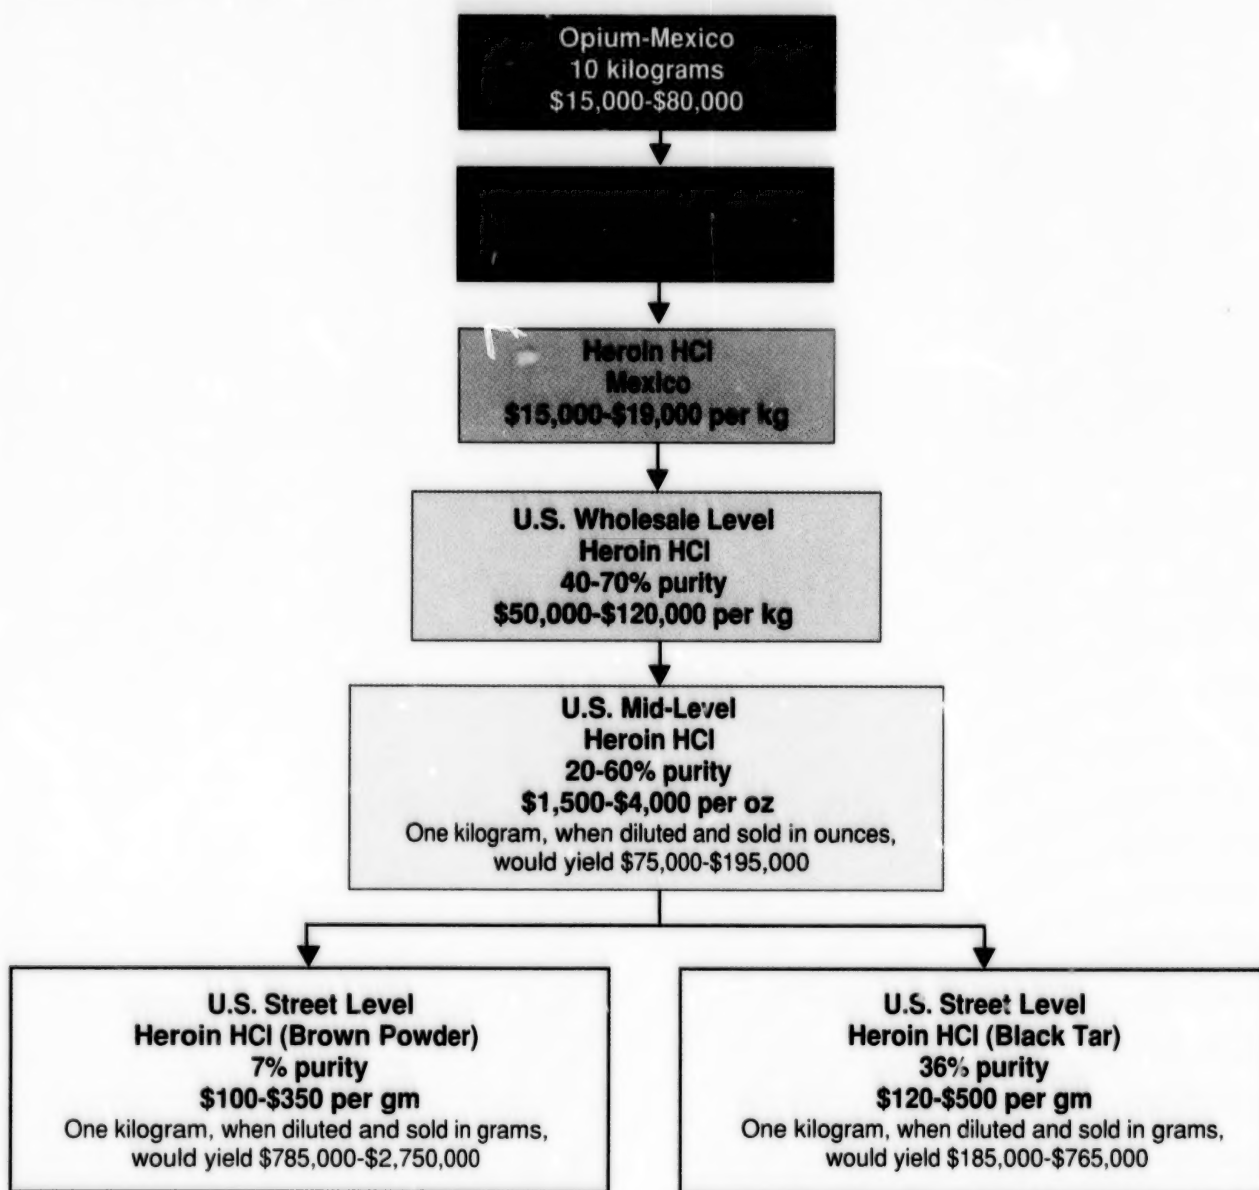 Opium-Mexico
10 kilograms
$15,000-$80,000
Heroin HCl
Mexico
$15,000-$19,000 per kg
U.S. Wholesale Level
Heroin HCl
40-70% purity
$50,000-$120,000 per kg
U.S. Mid-Level
Heroin HCl
20-60% purity
$1,500-$4,000 per oz
One kilogram, when diluted and sold in ounces,
would yield $75,000-$195,000
U.S. Street Level
Heroin HCl (Brown Powder)
7% purity
$100-$350 per gm
One kilogram, when diluted and sold in grams,
would yield $785,000-$2,750,000
U.S. Street Level
Heroin HCl (Black Tar)
36% purity
$120-$500 per gm
One kilogram, when diluted and sold in grams,
would yield $185,000-$765,000